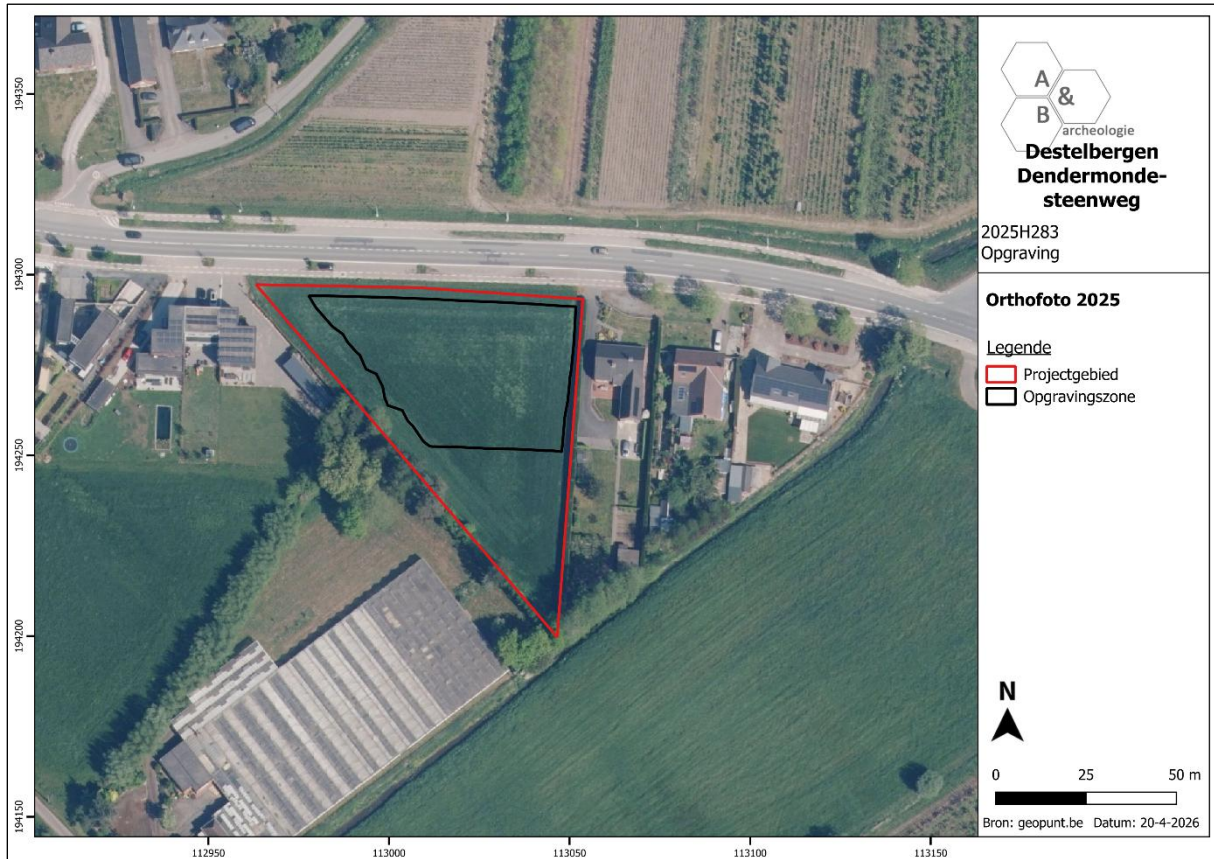 A
&
B
archeologie
Destelbergen
Dendermonde-
steenweg
2025H283
Opgraving
Orthofoto 2025
Legende
Projectgebied
Opgravingszone
N
0 25 50 m
Bron: geopunt.be Datum: 20-4-2026
194350
194300
194250
194200
194150
112950 113000 113050 113100 113150